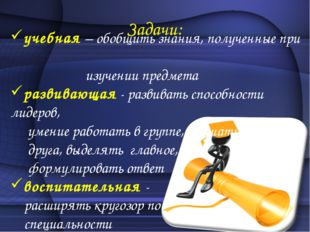 Задачи:
учебная – обобщить знания, полученные при
изучении предмета
развивающая - развивать способности
лидеров,
умение работать в группе,
друга, выделять главное,
формулировать ответ
воспитательная -
расширять кругозор по
специальности